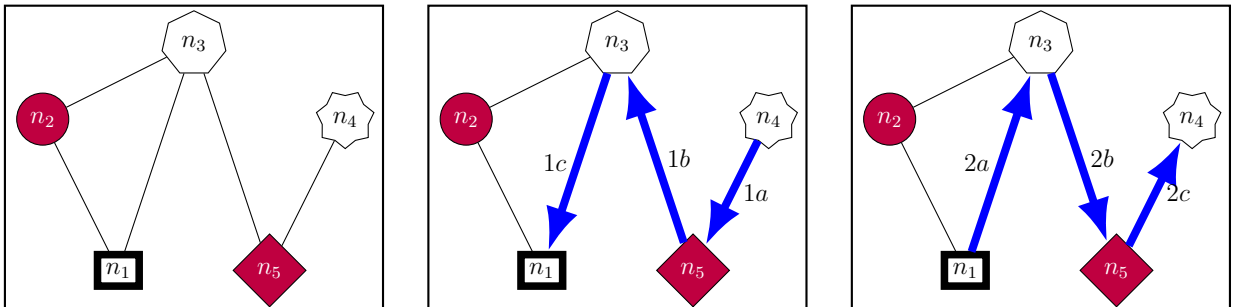 n₃
n₂
n₄
n₁
n₅
n₃
n₂
n₄
1c
1b
1a
n₁
n₅
n₃
n₂
n₄
2a
2b
2c
n₁
n₅